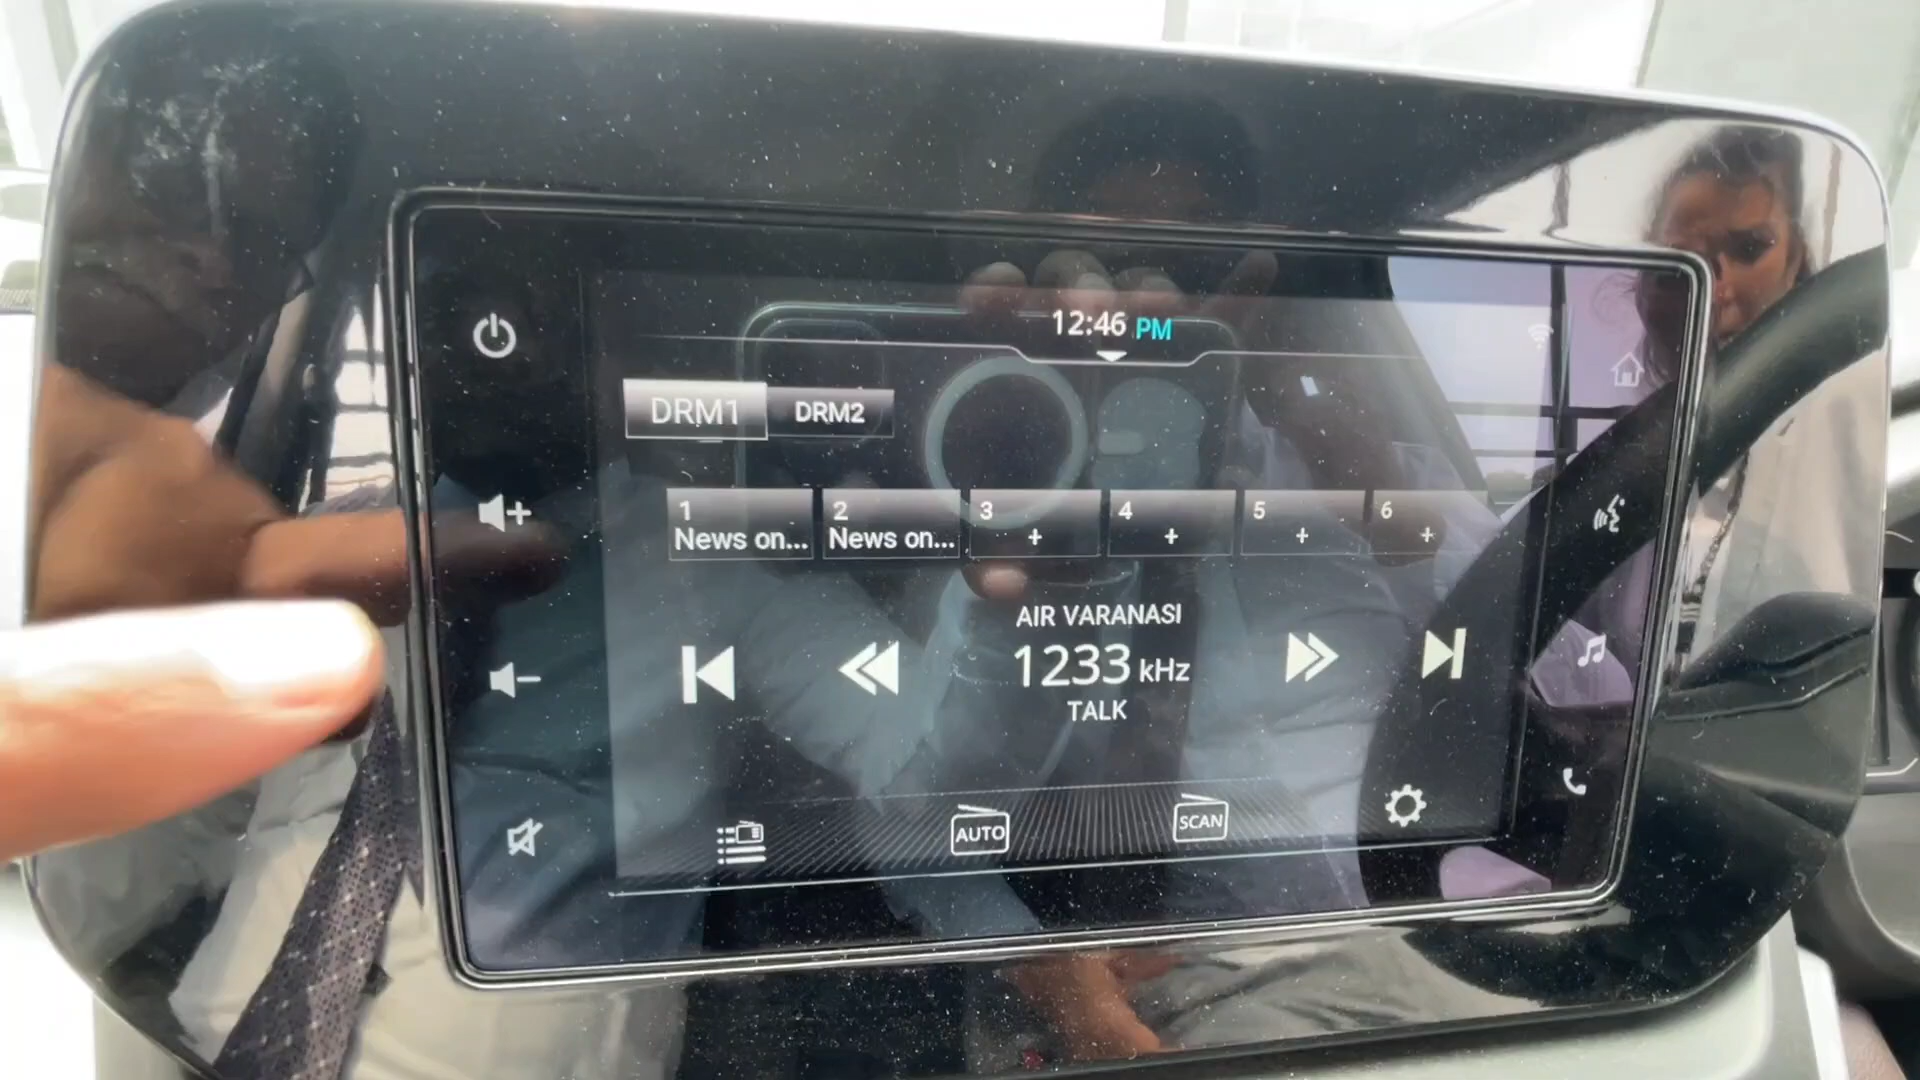 12:46 PM
DRM1 DRM2
1 2 3 4 5 6
News on... News on... + + + +
AIR VARANASI
1233 kHz
TALK
AUTO SCAN